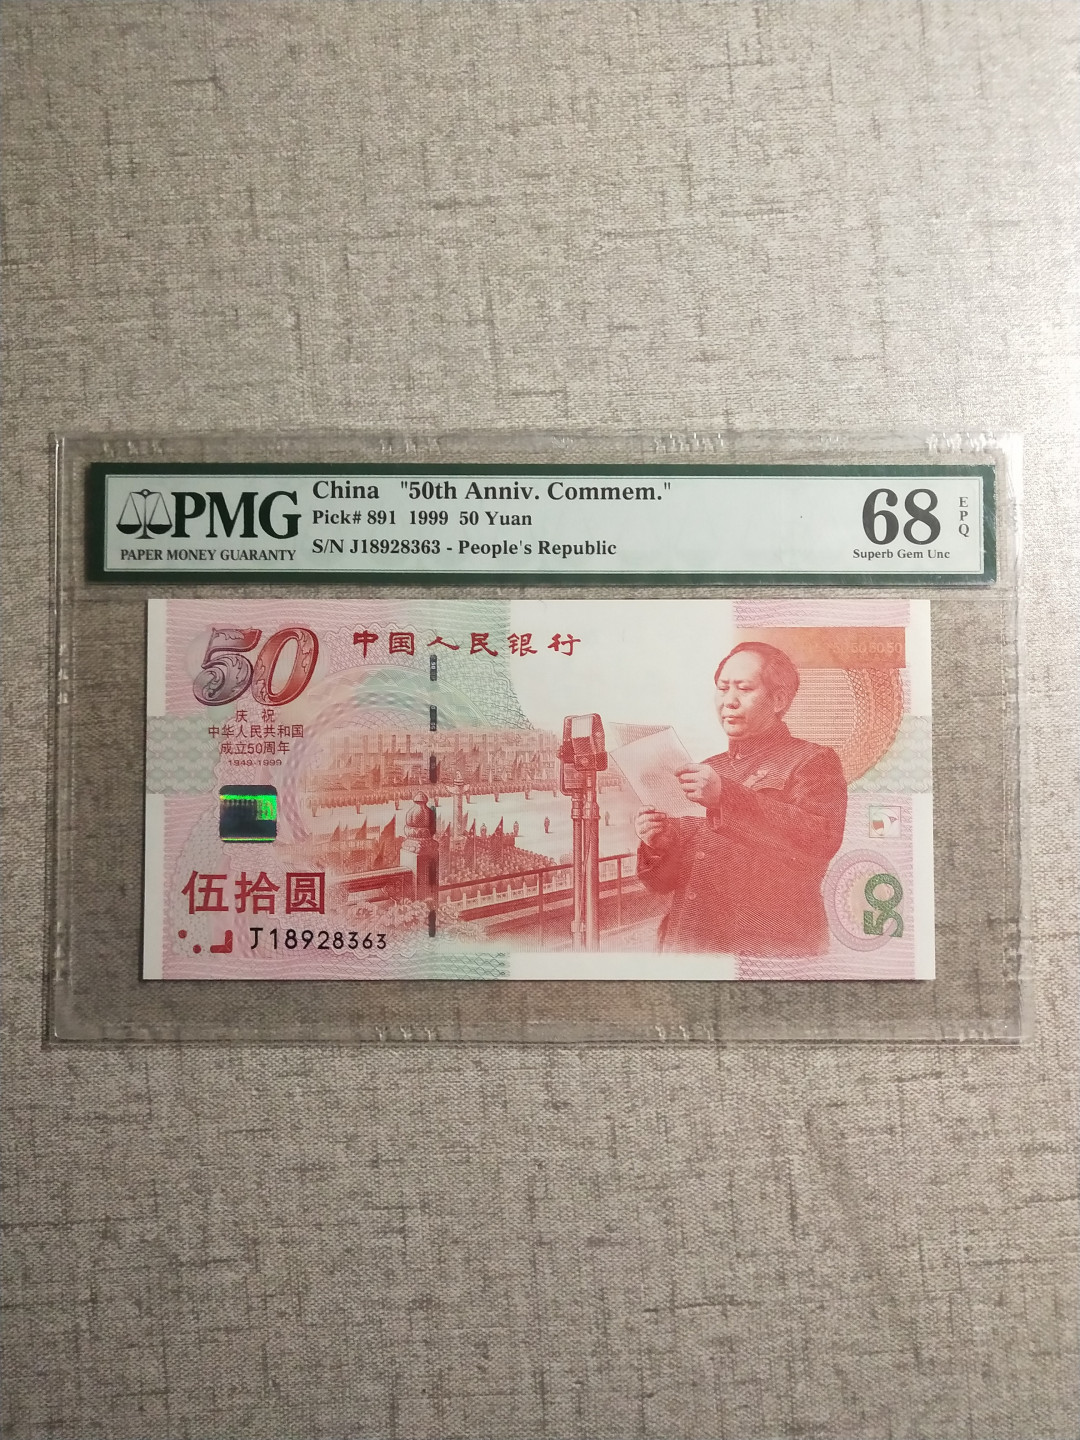 PMG
PAPER MONEY GUARANTY
China "50th Anniv. Commem."
Pick# 891 1999 50 Yuan
S/N J18928363 - People's Republic
68
EPQ
Superb Gem Unc
50
中国人民银行
庆祝
中华人民共和国
成立50周年
1949-1999
伍拾圆
J18928363
50